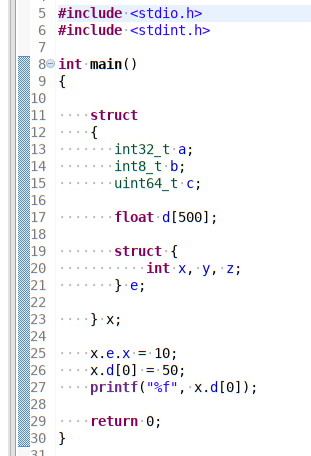 5 #include <stdio.h>
6 #include <stdint.h>
7
8 int main()
9 {
10
11 struct
12 {
13 int32_t a;
14 int8_t b;
15 uint64_t c;
16
17 float d[500];
18
19 struct {
20 int x, y, z;
21 } e;
22
23 } x;
24
25 x.e.x = 10;
26 x.d[0] = 50;
27 printf("%f", x.d[0]);
28
29 return 0;
30 }
31